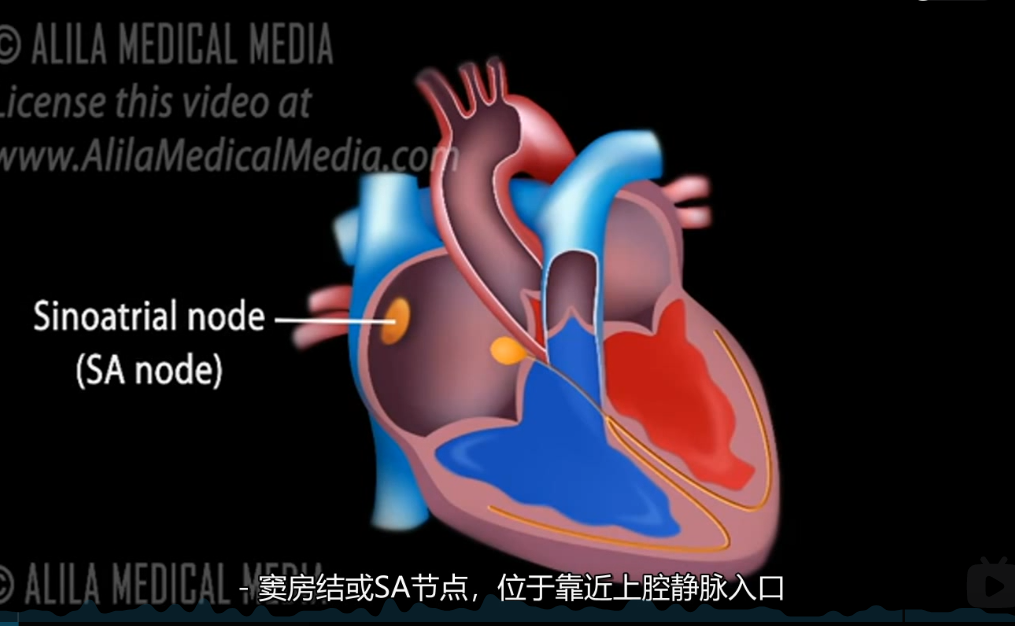 © ALILA MEDICAL MEDIA
License this video at
www.AlilaMedicalMedia.com
Sinoatrial node
(SA node)
© ALILA MEDICAL MEDIA
- 窦房结或SA节点，位于靠近上腔静脉入口